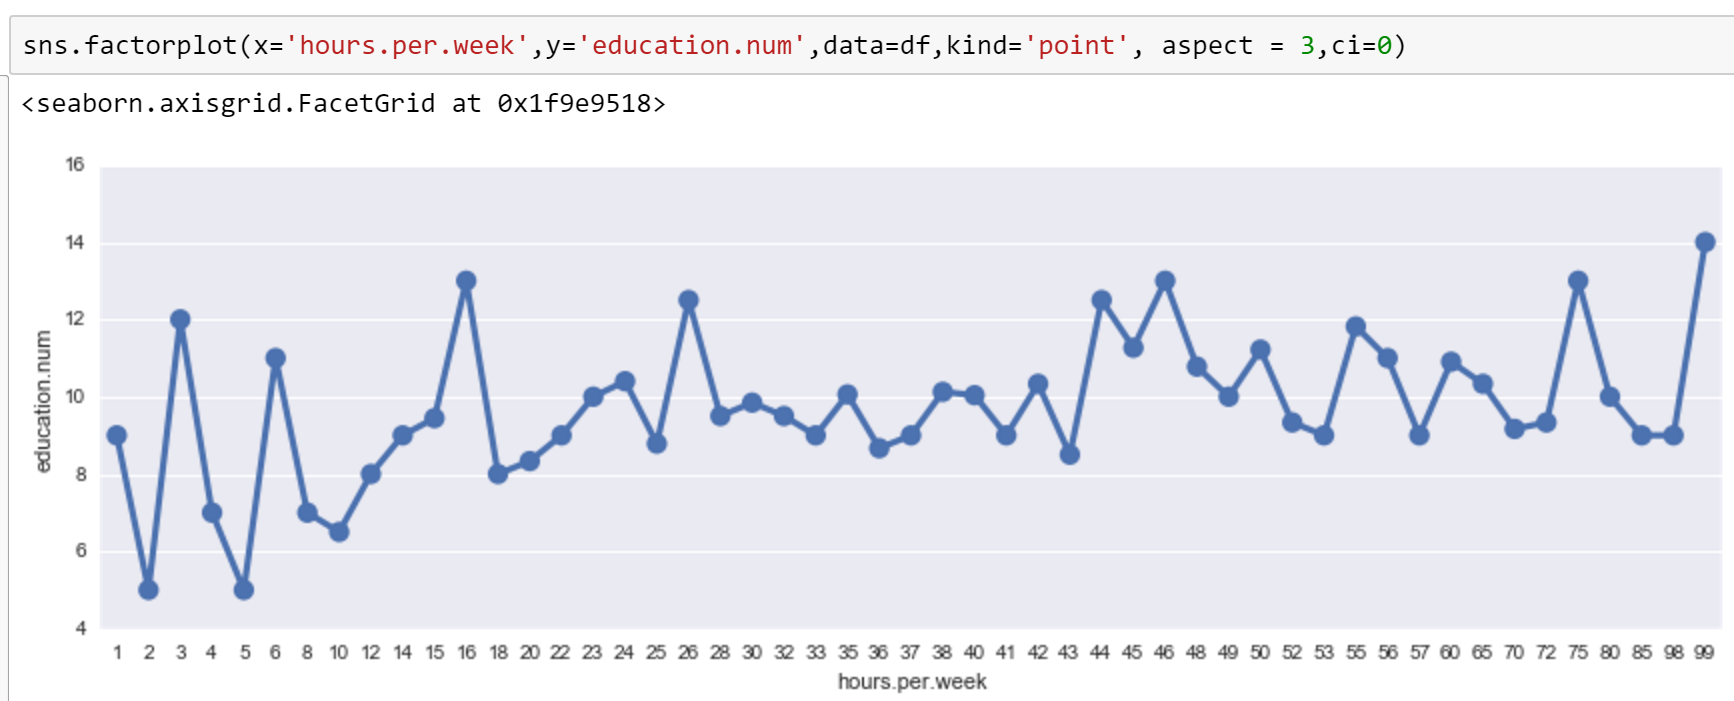 sns.factorplot(x='hours.per.week',y='education.num',data=df,kind='point', aspect = 3,ci=0)
<seaborn.axisgrid.FacetGrid at 0x1f9e9518>
16
14
12
10
8
6
4
education.num
1 2 3 4 5 6 8 10 12 14 15 16 18 20 22 23 24 25 26 28 30 32 33 35 36 37 38 40 41 42 43 44 45 46 48 49 50 52 53 55 56 57 60 65 70 72 75 80 85 98 99
hours.per.week